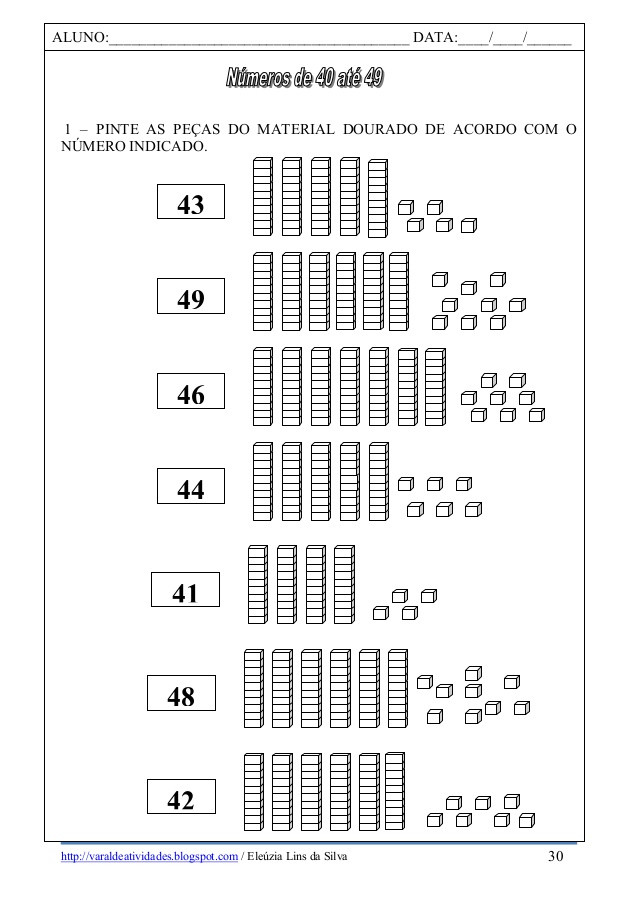 ALUNO:________________________________________ DATA:____/____/______
Números de 40 até 49
1 – PINTE AS PEÇAS DO MATERIAL DOURADO DE ACORDO COM O
NÚMERO INDICADO.
43
49
46
44
41
48
42
http://varaldeatividades.blogspot.com / Eleúzia Lins da Silva 30